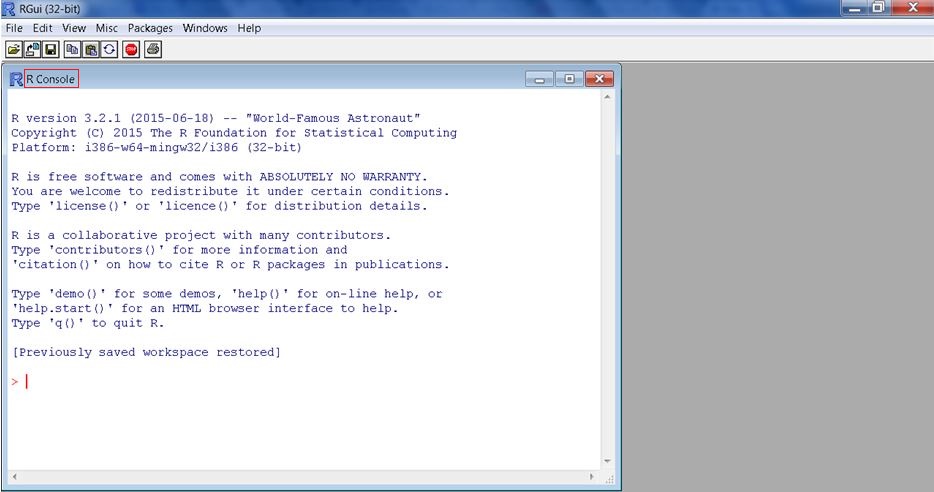 RGui (32-bit)
File Edit View Misc Packages Windows Help
STOP
R Console
R version 3.2.1 (2015-06-18) -- "World-Famous Astronaut"
Copyright (C) 2015 The R Foundation for Statistical Computing
Platform: i386-w64-mingw32/i386 (32-bit)
R is free software and comes with ABSOLUTELY NO WARRANTY.
You are welcome to redistribute it under certain conditions.
Type 'license()' or 'licence()' for distribution details.
R is a collaborative project with many contributors.
Type 'contributors()' for more information and
'citation()' on how to cite R or R packages in publications.
Type 'demo()' for some demos, 'help()' for on-line help, or
'help.start()' for an HTML browser interface to help.
Type 'q()' to quit R.
[Previously saved workspace restored]
>